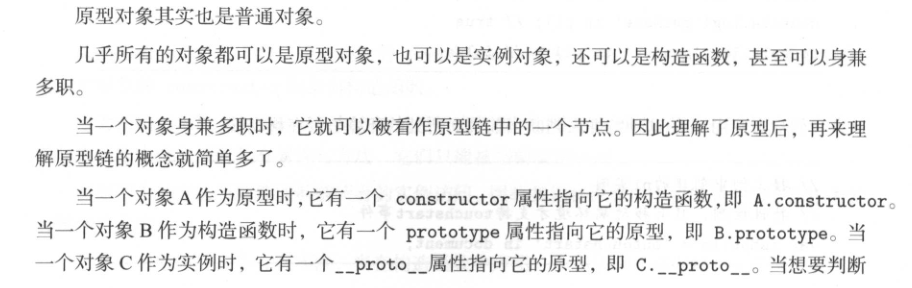 原型对象其实也是普通对象。
几乎所有的对象都可以是原型对象，也可以是实例对象，还可以是构造函数，甚至可以身兼
多职。
当一个对象身兼多职时，它就可以被看作原型链中的一个节点。因此理解了原型后，再来理
解原型链的概念就简单多了。
当一个对象 A 作为原型时，它有一个 constructor 属性指向它的构造函数，即 A.constructor。
当一个对象 B 作为构造函数时，它有一个 prototype 属性指向它的原型，即 B.prototype。当
一个对象 C 作为实例时，它有一个__proto__属性指向它的原型，即 C.__proto__。当想要判断